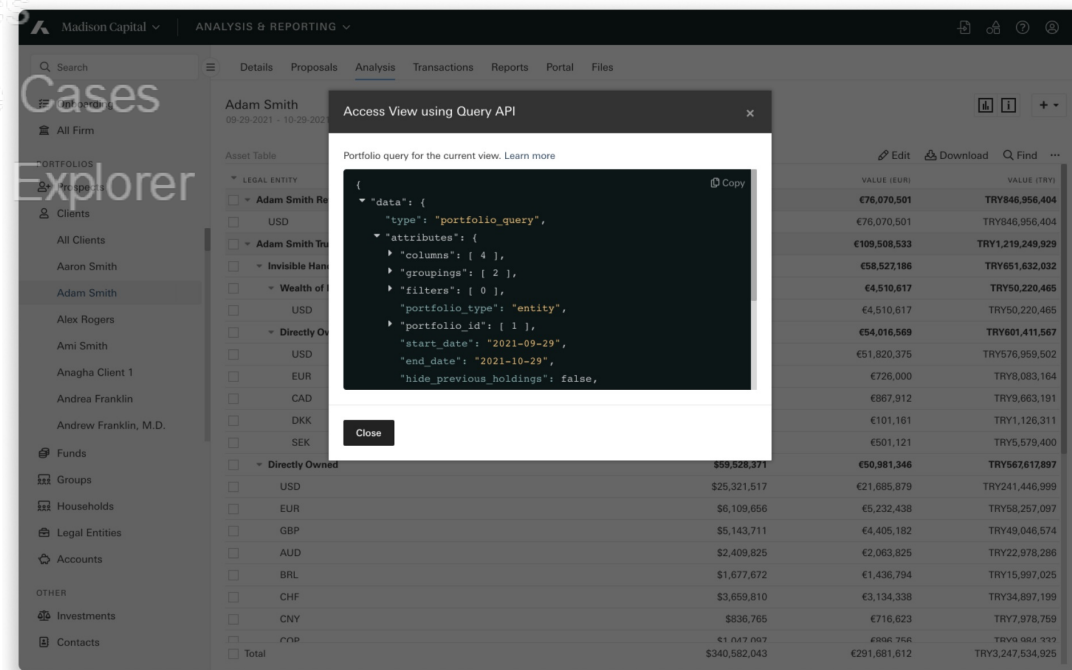 Madison Capital
ANALYSIS & REPORTING
Search
Details Proposals Analysis Transactions Reports Portal Files
Cases
Onboarding
All Firm
Explorer
PORTFOLIOS
Prospects
Clients
All Clients
Aaron Smith
Adam Smith
Alex Rogers
Ami Smith
Anagha Client 1
Andrea Franklin
Andrew Franklin, M.D.
Funds
Groups
Households
Legal Entities
Accounts
OTHER
Investments
Contacts
Adam Smith
09-29-2021 - 10-29-2021
Asset Table Edit Download Find
LEGAL ENTITY VALUE (EUR) VALUE (TRY)
Adam Smith Re €76,070,501 TRY846,956,404
USD €76,070,501 TRY846,956,404
Adam Smith Tru €109,508,533 TRY1,219,249,929
Invisible Hand €58,527,186 TRY651,632,032
Wealth of €4,510,617 TRY50,220,465
USD €4,510,617 TRY50,220,465
Directly Ow €54,016,569 TRY601,411,567
USD €51,820,375 TRY576,959,502
EUR €726,000 TRY8,083,164
CAD €867,912 TRY9,663,191
DKK €101,161 TRY1,126,311
SEK €501,121 TRY5,579,400
Directly Owned $59,528,371 €50,981,346 TRY567,617,897
USD $25,321,517 €21,685,879 TRY241,446,999
EUR $6,109,656 €5,232,438 TRY58,257,097
GBP $5,143,711 €4,405,182 TRY49,046,574
AUD $2,409,825 €2,063,825 TRY22,978,286
BRL $1,677,672 €1,436,794 TRY15,997,025
CHF $3,659,810 €3,134,338 TRY34,897,199
CNY $836,765 €716,623 TRY7,978,759
COP $1,047,097 €896,756 TRY9,984,332
Total $340,582,043 €291,681,612 TRY3,247,534,925
Access View using Query API
Portfolio query for the current view. Learn more
Copy
{
"data": {
"type": "portfolio_query",
"attributes": {
"columns": [ 4 ],
"groupings": [ 2 ],
"filters": [ 0 ],
"portfolio_type": "entity",
"portfolio_id": [ 1 ],
"start_date": "2021-09-29",
"end_date": "2021-10-29",
"hide_previous_holdings": false,
Close